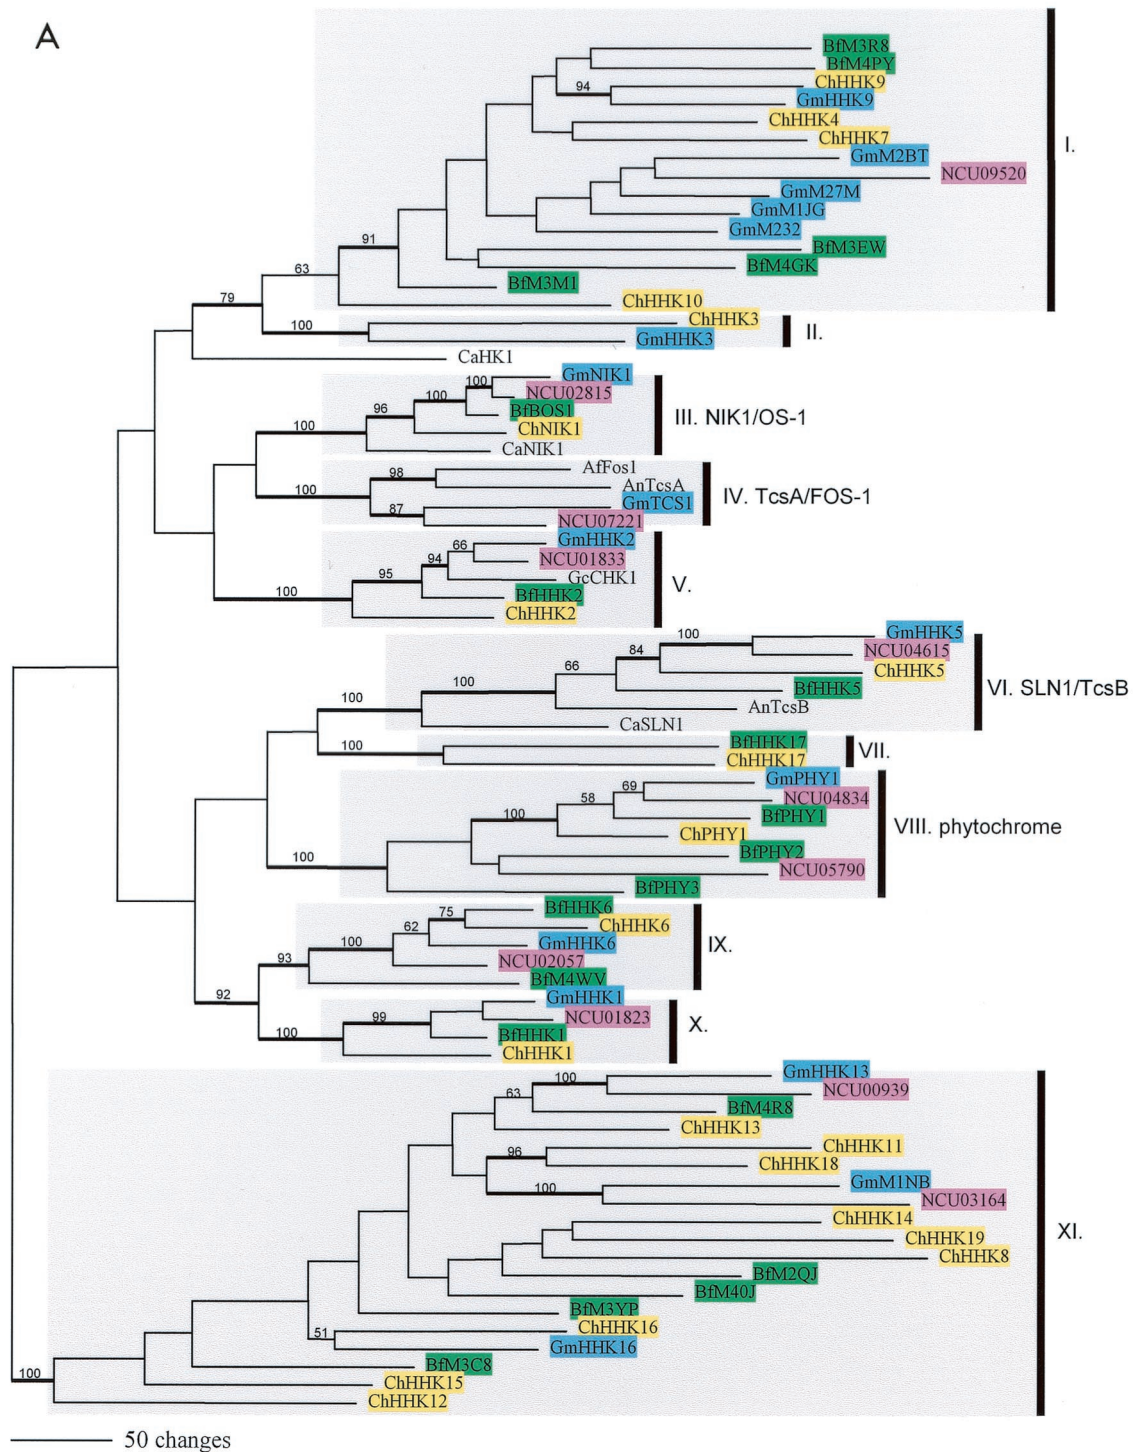 A
BfM3R8
BfM4PY
ChHHK9
94
GmHHK9
ChHHK4
ChHHK7
I.
GmM2BT
NCU09520
GmM27M
GmM1JG
GmM232
91
BfM3EW
63
BfM4GK
BfM3M1
79
ChHHK10
ChHHK3
100
II.
GmHHK3
CaHK1
100
GmNIK1
100
NCU02815
96
BfBOS1
III. NIK1/OS-1
100
ChNIK1
CaNIK1
98
AfFos1
100
AnTcsA
IV. TcsA/FOS-1
87
GmTCS1
NCU07221
66
GmHHK2
94
NCU01833
95
GcCHK1
V.
100
BfHHK2
ChHHK2
100
GmHHK5
84
NCU04615
66
ChHHK5
100
BfHHK5
VI. SLN1/TcsB
100
AnTcsB
CaSLN1
100
BfHHK17
VII.
ChHHK17
69
GmPHY1
58
NCU04834
100
BfPHY1
ChPHY1
VIII. phytochrome
100
BfPHY2
NCU05790
BfPHY3
75
BfHHK6
62
ChHHK6
100
GmHHK6
IX.
93
NCU02057
BfM4WV
92
GmHHK1
99
NCU01823
X.
100
BfHHK1
ChHHK1
100
GmHHK13
63
NCU00939
BfM4R8
ChHHK13
96
ChHHK11
ChHHK18
100
GmM1NB
NCU03164
ChHHK14
XI.
ChHHK19
ChHHK8
BfM2QJ
BfM40J
BfM3YP
51
ChHHK16
GmHHK16
100
BfM3C8
ChHHK15
ChHHK12
50 changes